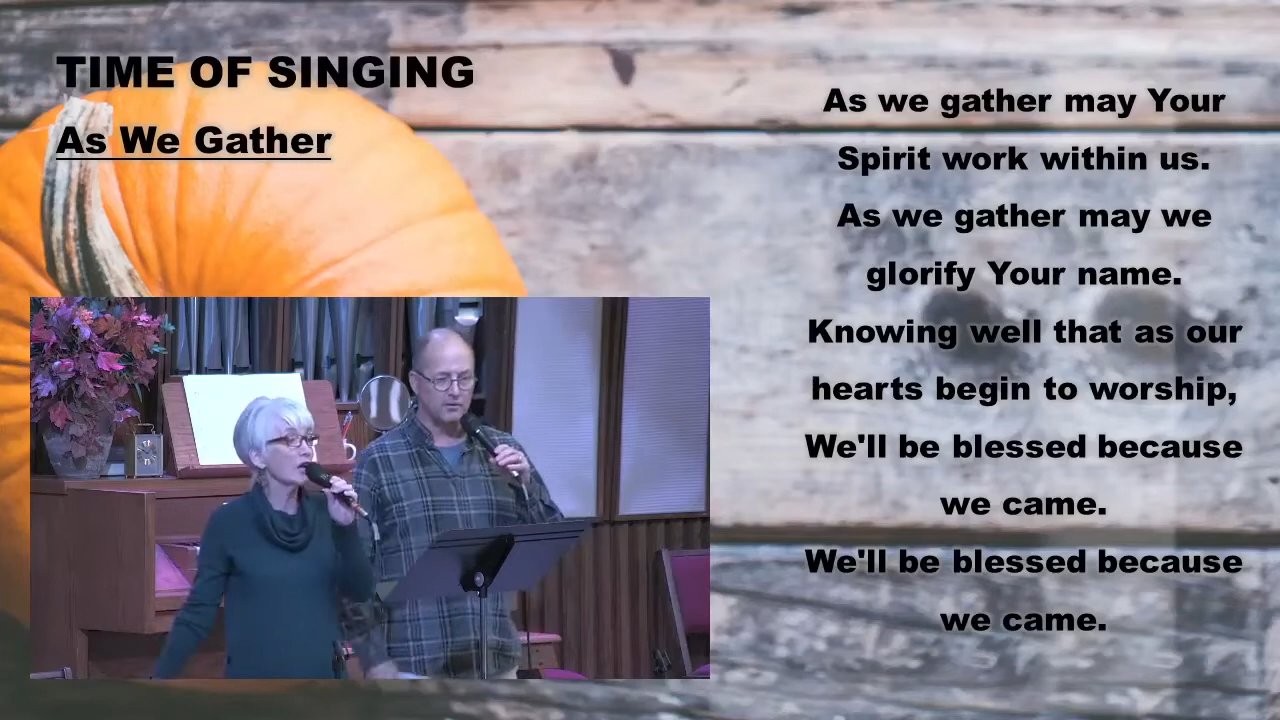 TIME OF SINGING
As We Gather
As we gather may Your
Spirit work within us.
As we gather may we
glorify Your name.
Knowing well that as our
hearts begin to worship,
We'll be blessed because
we came.
We'll be blessed because
we came.